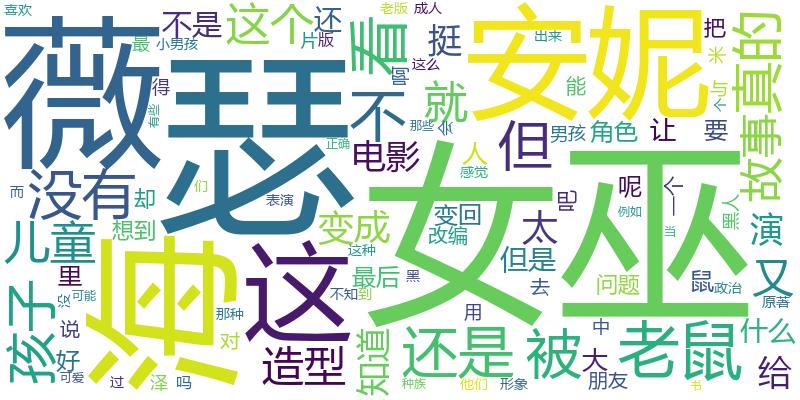 喜欢
不是
这个
还
老版
成人
最
小男孩
片
版
看
挺
出来
把
真的
薇
瑟
安妮
得
有些
不
啊
这么
就
能
米
与
个
那些
么
正确
电影
但
人
感觉
男孩
角色
让
要
故事
没有
却
而
们
表演
女巫
呢
一个
黑人
例如
当
儿童
想到
海
这
变成
变回
改编
太
吧
演
但是
里
这种
最后
去
问题
鼠
政治
又
原著
孩子
没
可能
那种
不知
到
黑
用
中
什么
说
好
对
造型
知道
还是
被
大
老鼠
给
可爱
过
泽
吗
种族
他们
形象
朋友
书